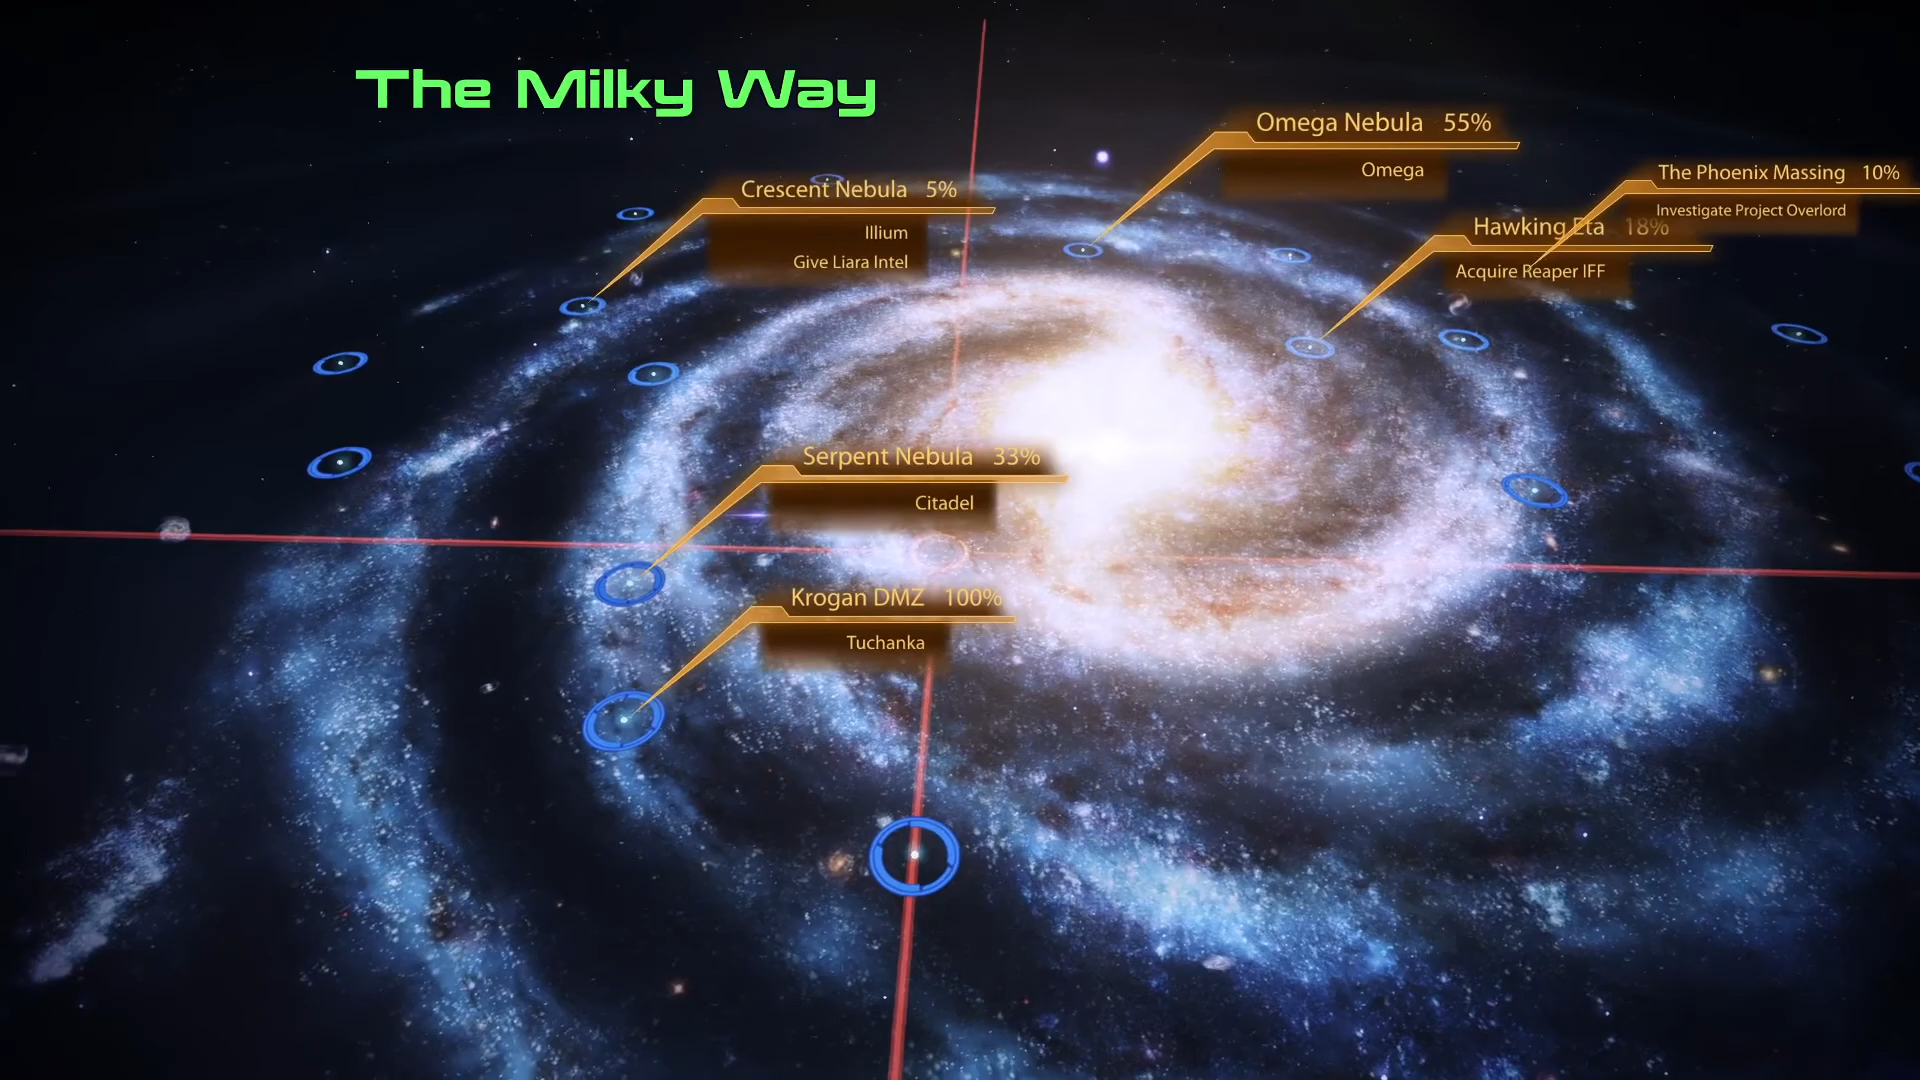 The Milky Way
Omega Nebula 55%
Omega
The Phoenix Massing 10%
Investigate Project Overlord
Crescent Nebula 5%
Illium
Give Liara Intel
Hawking Eta 18%
Acquire Reaper IFF
Serpent Nebula 33%
Citadel
Krogan DMZ 100%
Tuchanka